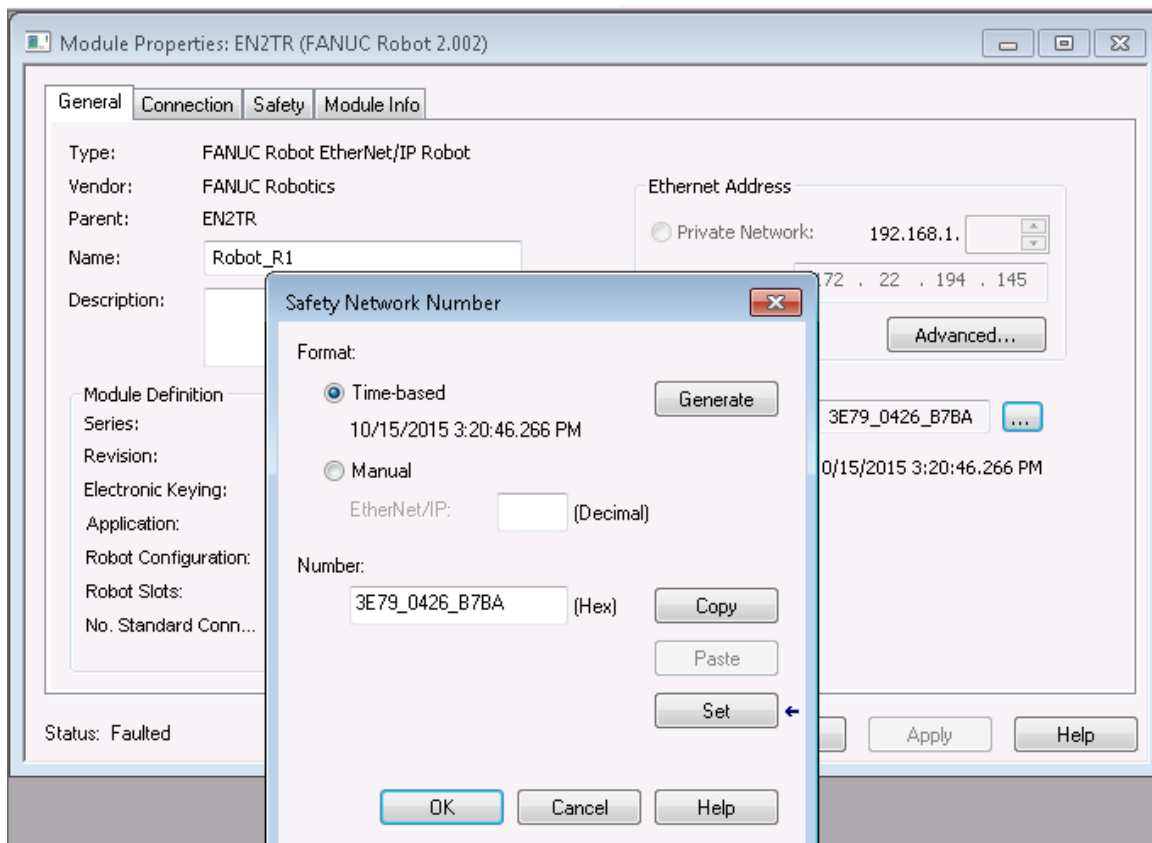 Module Properties: EN2TR (FANUC Robot 2.002)
General Connection Safety Module Info
Type: FANUC Robot EtherNet/IP Robot
Vendor: FANUC Robotics
Parent: EN2TR
Name: Robot_R1
Description:
Ethernet Address
Private Network: 192.168.1.
172 . 22 . 194 . 145
Advanced...
Module Definition
Series:
Revision:
Electronic Keying:
Application:
Robot Configuration:
Robot Slots:
No. Standard Conn...
3E79_0426_B7BA ...
0/15/2015 3:20:46.266 PM
Status: Faulted
Apply Help
Safety Network Number
Format:
Time-based Generate
10/15/2015 3:20:46.266 PM
Manual
EtherNet/IP: (Decimal)
Number:
3E79_0426_B7BA (Hex) Copy
Paste
Set
OK Cancel Help